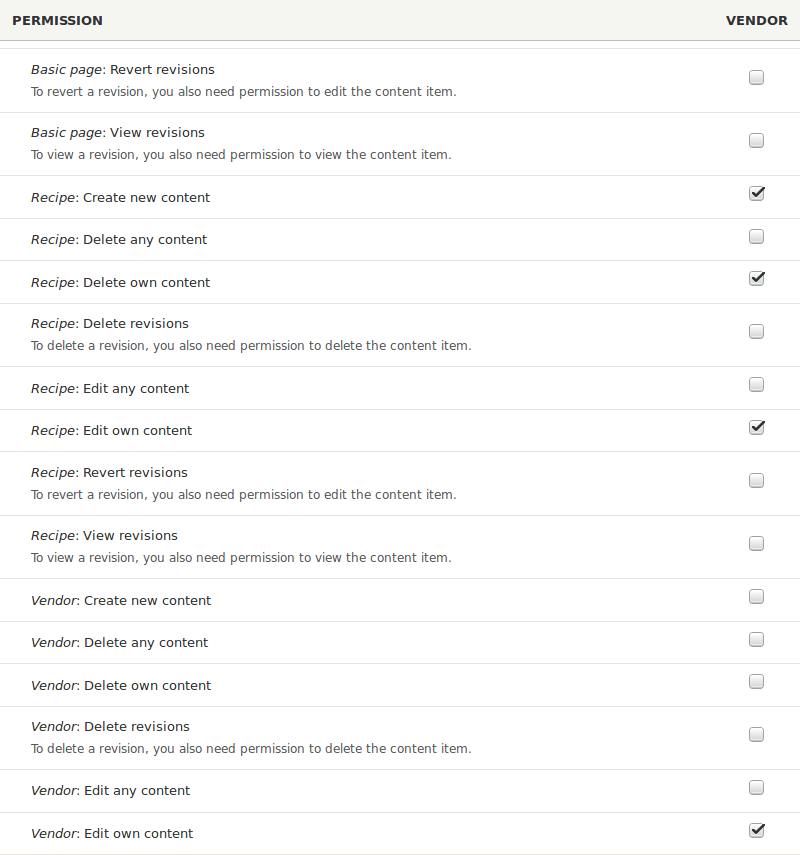 PERMISSION VENDOR
Basic page: Revert revisions
To revert a revision, you also need permission to edit the content item.
Basic page: View revisions
To view a revision, you also need permission to view the content item.
Recipe: Create new content
Recipe: Delete any content
Recipe: Delete own content
Recipe: Delete revisions
To delete a revision, you also need permission to delete the content item.
Recipe: Edit any content
Recipe: Edit own content
Recipe: Revert revisions
To revert a revision, you also need permission to edit the content item.
Recipe: View revisions
To view a revision, you also need permission to view the content item.
Vendor: Create new content
Vendor: Delete any content
Vendor: Delete own content
Vendor: Delete revisions
To delete a revision, you also need permission to delete the content item.
Vendor: Edit any content
Vendor: Edit own content